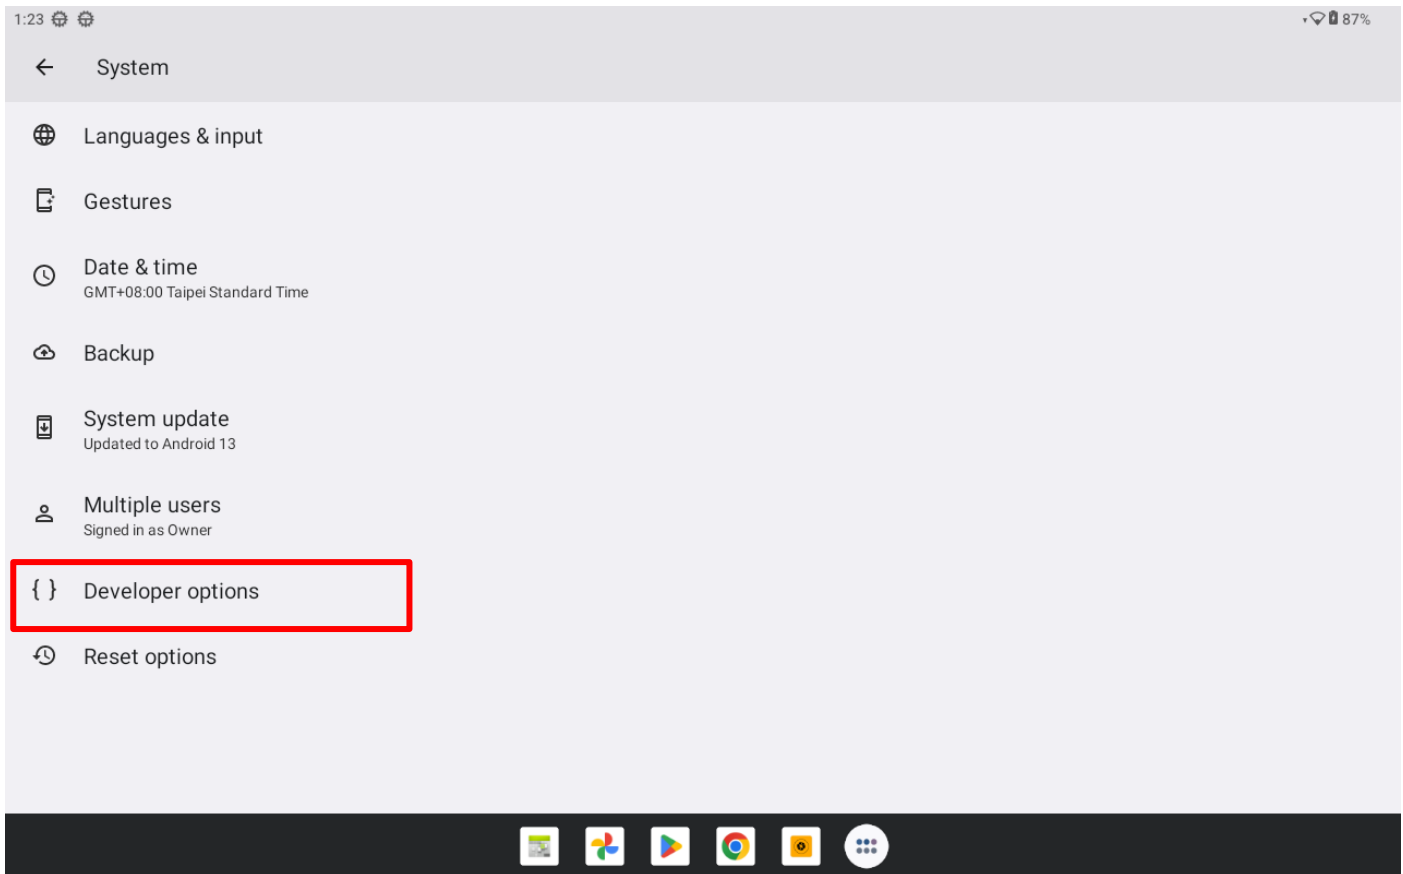 1:23 87%
System
Languages & input
Gestures
Date & time
GMT+08:00 Taipei Standard Time
Backup
System update
Updated to Android 13
Multiple users
Signed in as Owner
{ } Developer options
Reset options